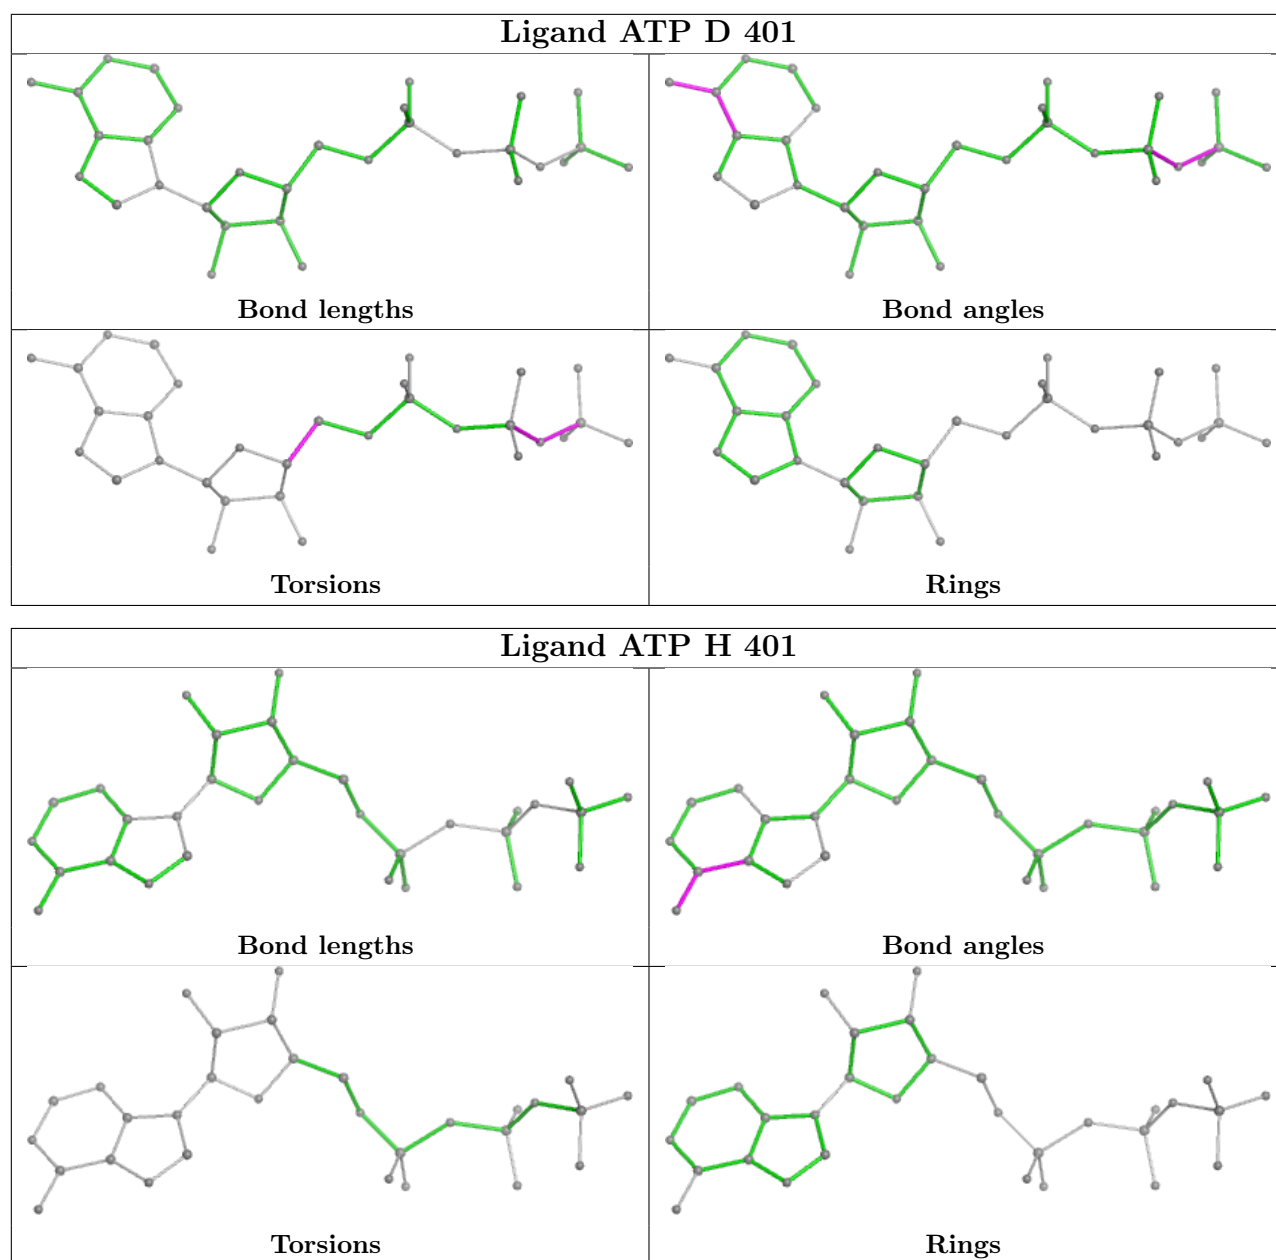 Ligand ATP D 401
Bond lengths
Bond angles
Torsions
Rings
Ligand ATP H 401
Bond lengths
Bond angles
Torsions
Rings